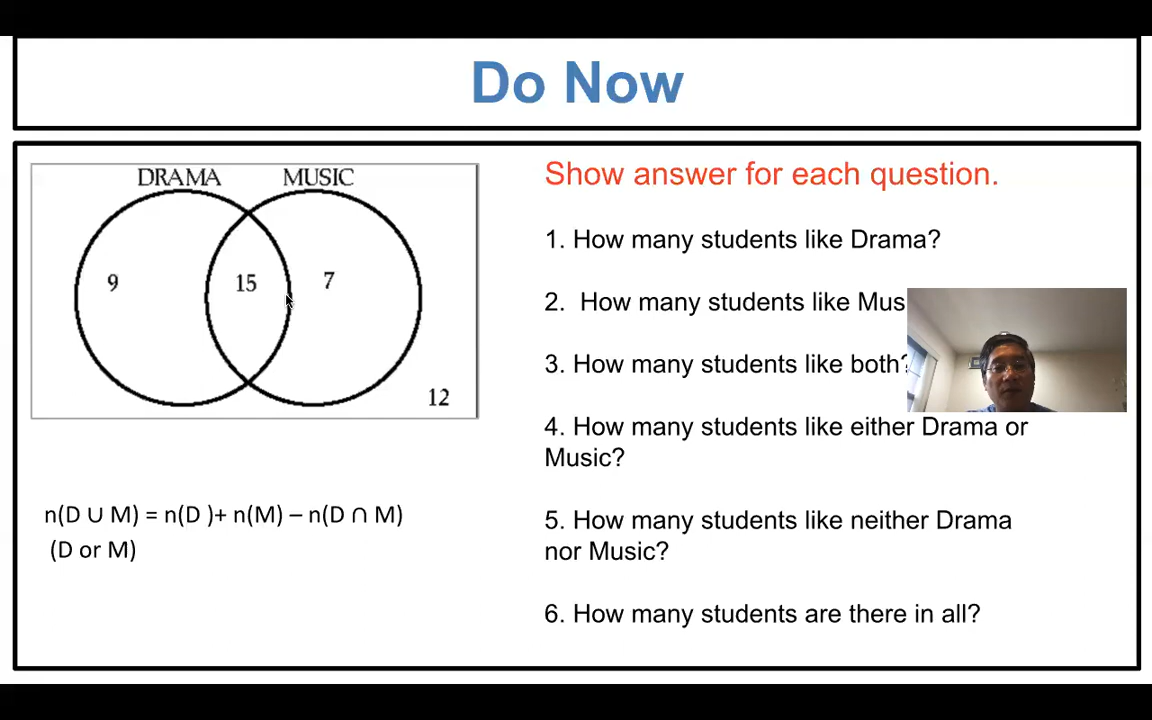 Do Now
DRAMA MUSIC
9 15 7
12
n(D ∪ M) = n(D )+ n(M) – n(D ∩ M)
(D or M)
Show answer for each question.
1. How many students like Drama?
2. How many students like Mus
3. How many students like both?
4. How many students like either Drama or
Music?
5. How many students like neither Drama
nor Music?
6. How many students are there in all?